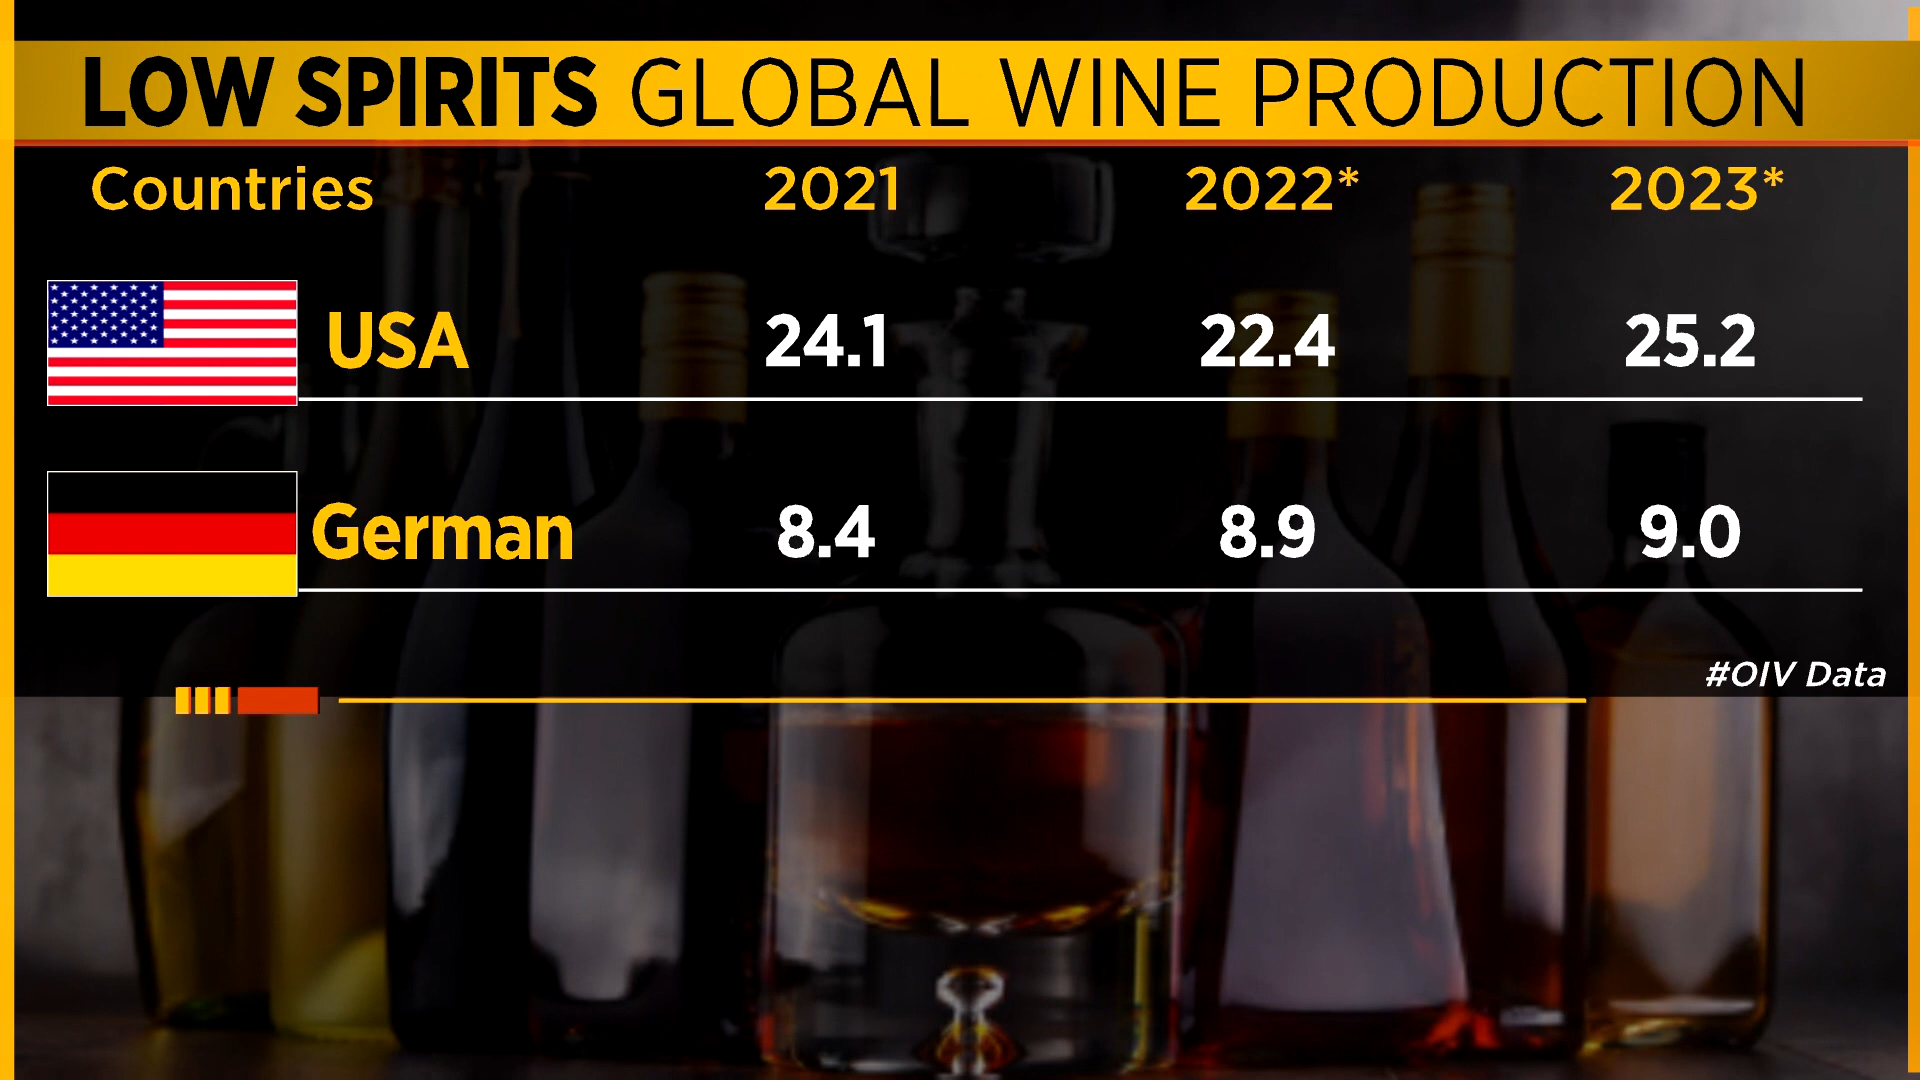 LOW SPIRITS GLOBAL WINE PRODUCTION
Countries 2021 2022* 2023*
USA 24.1 22.4 25.2
German 8.4 8.9 9.0
#OIV Data